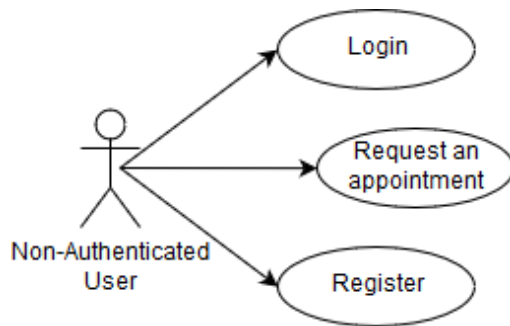 Login
Request an
appointment
Non-Authenticated
User
Register